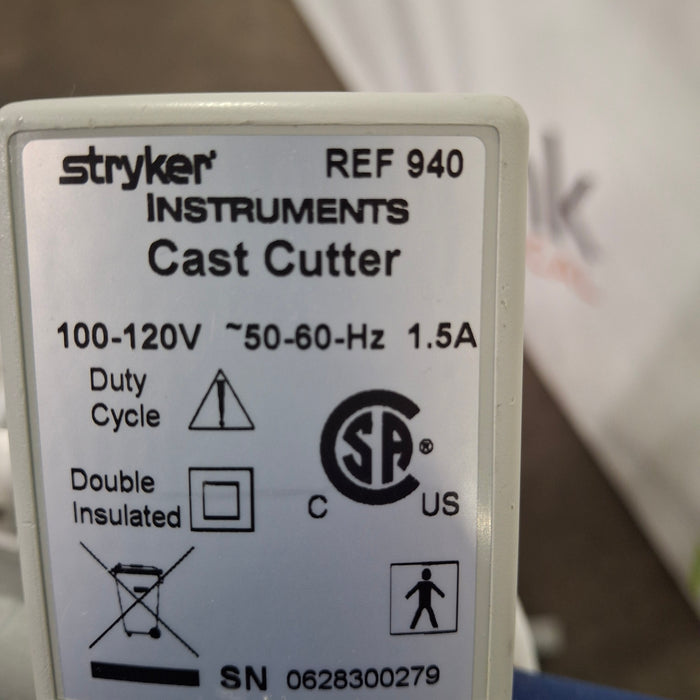 stryker REF 940
INSTRUMENTS
Cast Cutter
100-120V ~50-60-Hz 1.5A
Duty
Cycle
Double
Insulated
SA ®
C US
SN 0628300279